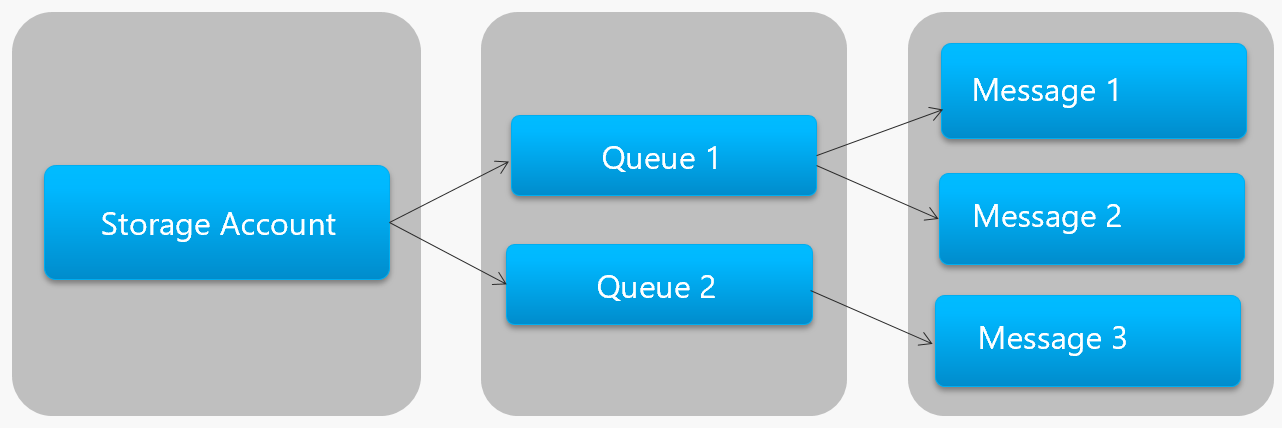 Storage Account
Queue 1
Queue 2
Message 1
Message 2
Message 3